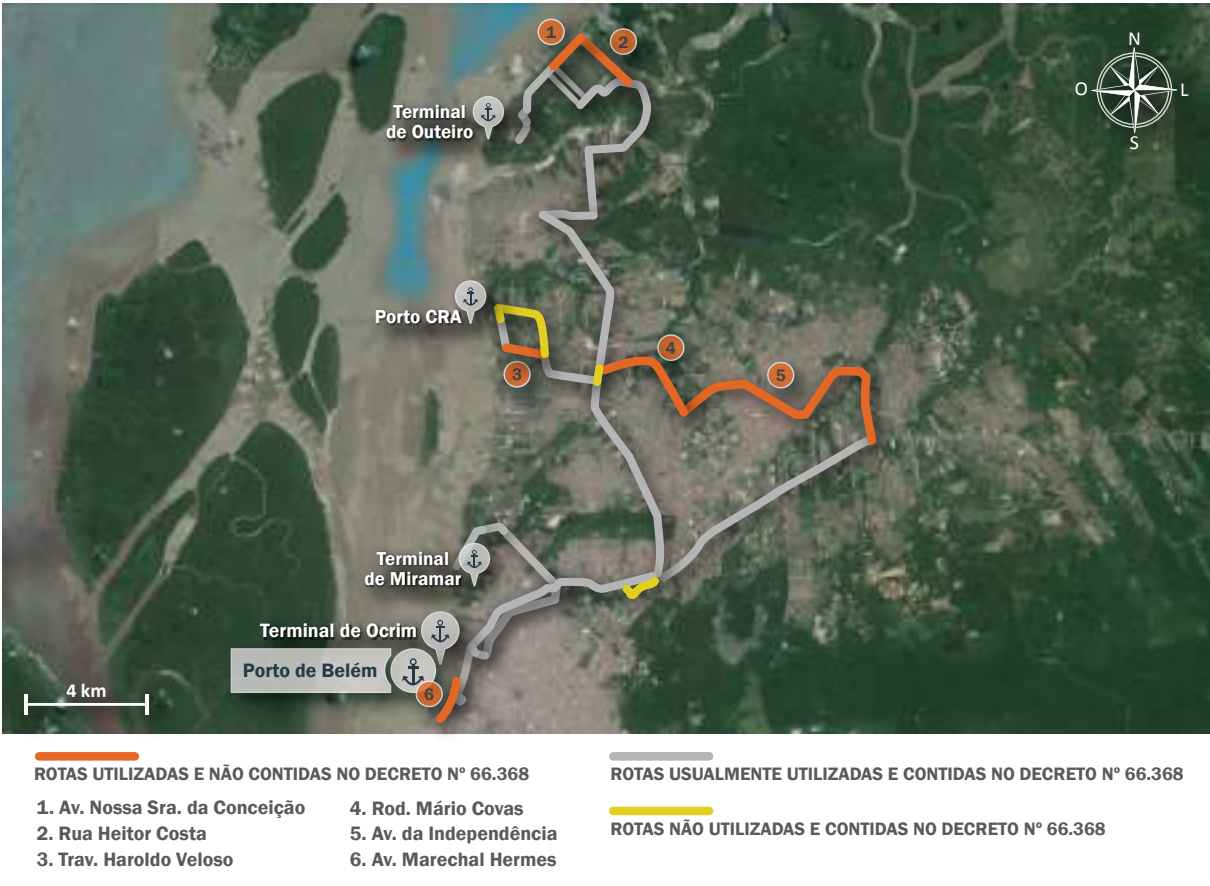 1
2
N
O
L
S
Terminal
de Outeiro
Porto CRA
3
4
5
Terminal
de Miramar
Terminal de Ocrim
Porto de Belém
6
4 km
ROTAS UTILIZADAS E NÃO CONTIDAS NO DECRETO Nº 66.368
1. Av. Nossa Sra. da Conceição
2. Rua Heitor Costa
3. Trav. Haroldo Veloso
4. Rod. Mário Covas
5. Av. da Independência
6. Av. Marechal Hermes
ROTAS USUALMENTE UTILIZADAS E CONTIDAS NO DECRETO Nº 66.368
ROTAS NÃO UTILIZADAS E CONTIDAS NO DECRETO Nº 66.368